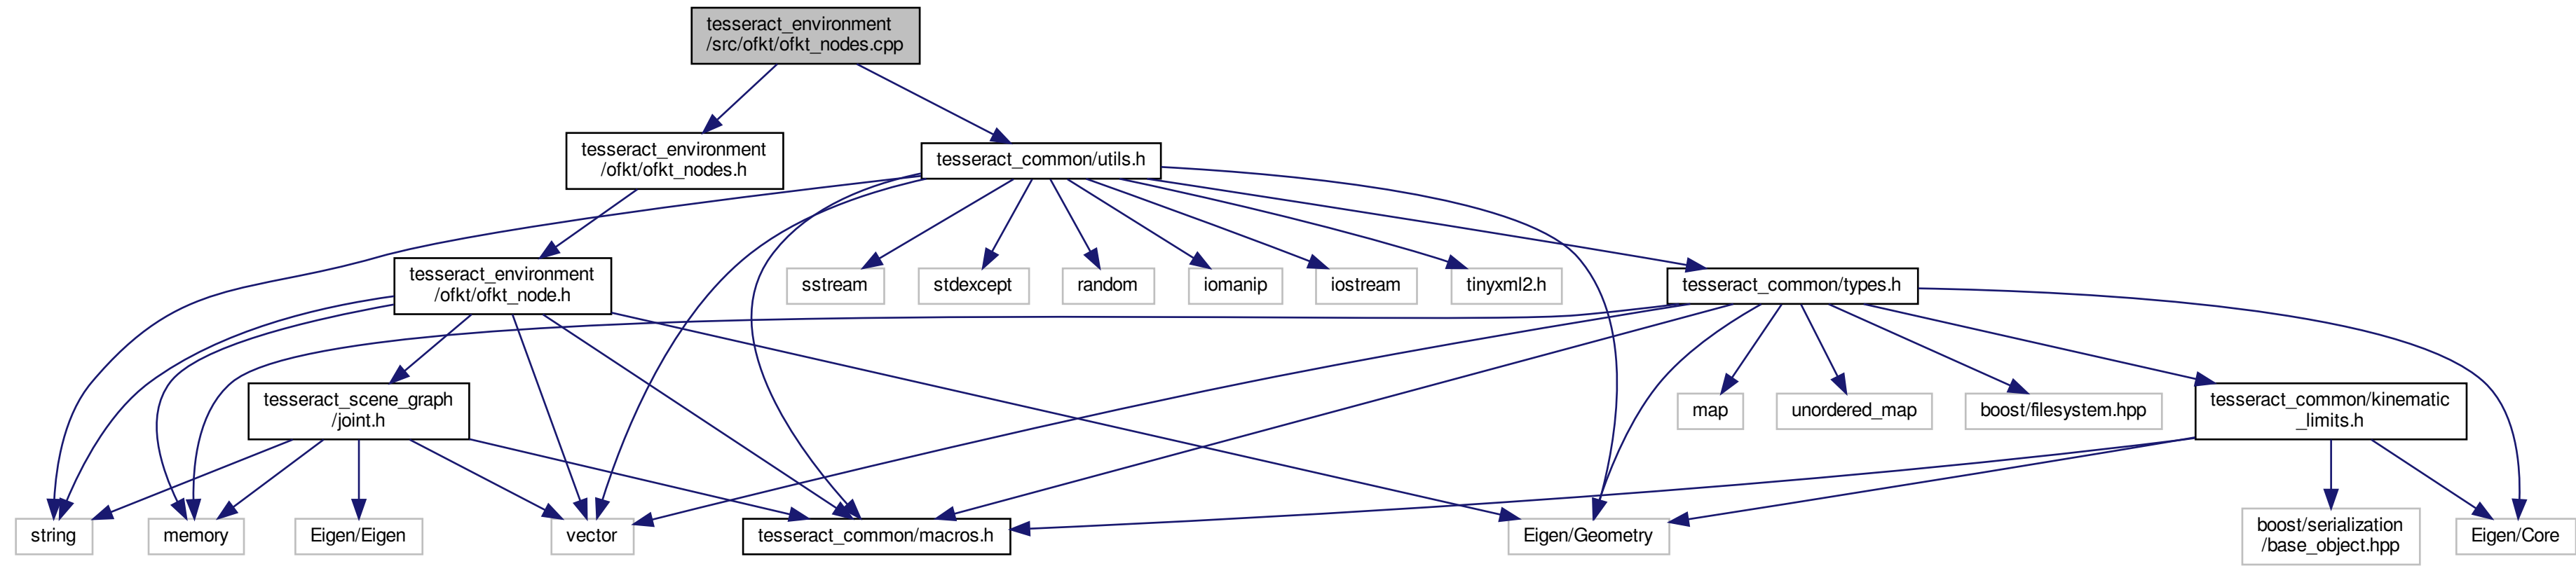 tesseract_environment
/src/ofkt/ofkt_nodes.cpp
tesseract_environment
/ofkt/ofkt_nodes.h
tesseract_common/utils.h
tesseract_environment
/ofkt/ofkt_node.h
sstream
stdexcept
random
iomanip
iostream
tinyxml2.h
tesseract_common/types.h
tesseract_scene_graph
/joint.h
map
unordered_map
boost/filesystem.hpp
tesseract_common/kinematic
_limits.h
string
memory
Eigen/Eigen
vector
tesseract_common/macros.h
Eigen/Geometry
boost/serialization
/base_object.hpp
Eigen/Core